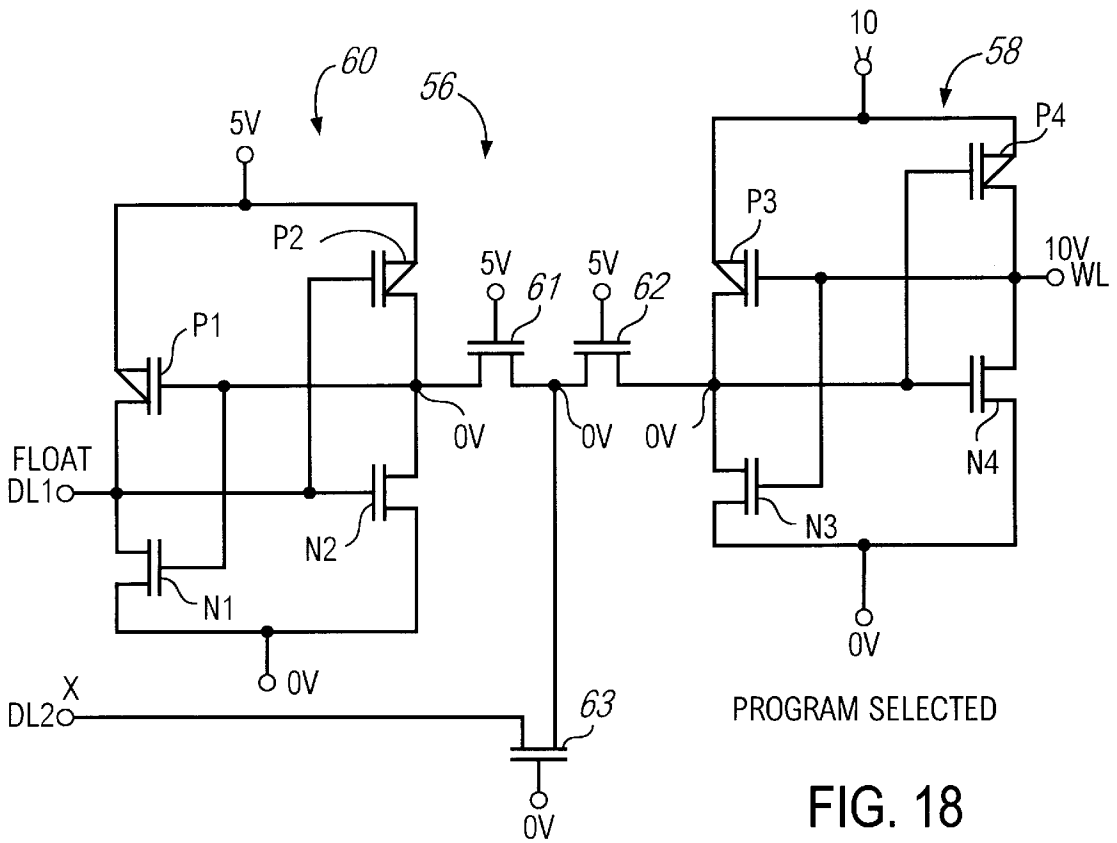 10
V
60
56
58
5V
P4
P2
P3
5V
61
5V
62
10V
WL
P1
0V
0V
0V
FLOAT
DL1
N4
N2
N3
N1
0V
0V
X
DL2
63
PROGRAM SELECTED
0V
FIG. 18